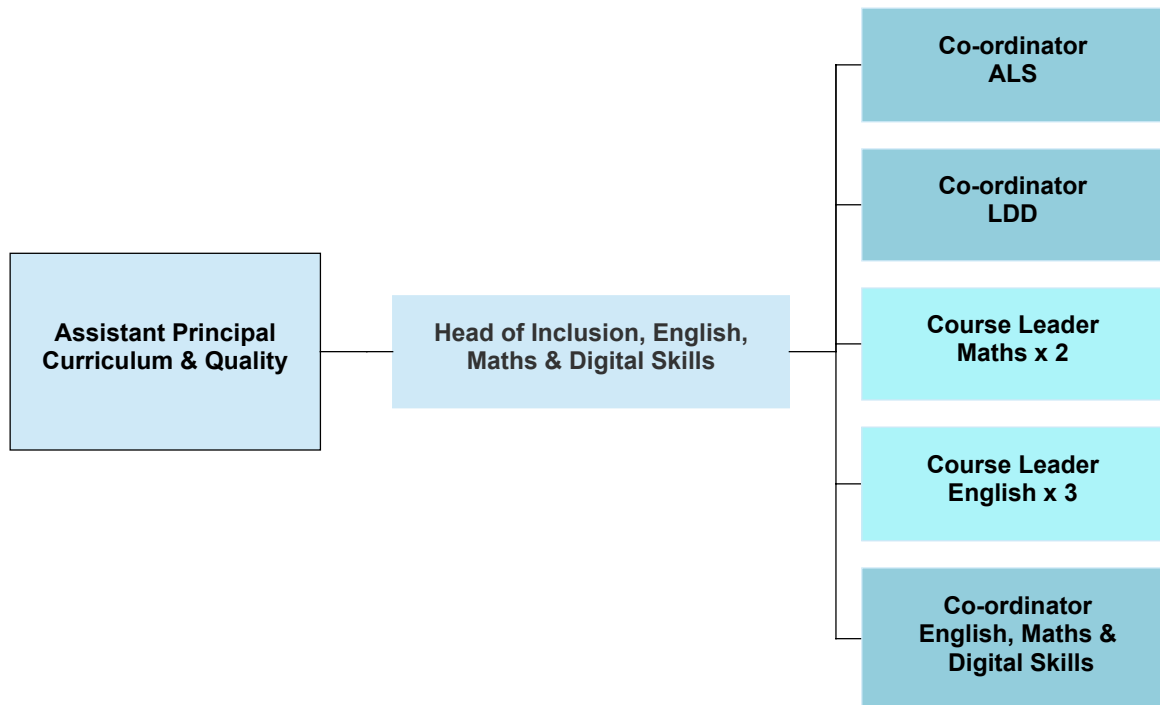 Assistant Principal
Curriculum & Quality
Head of Inclusion, English,
Maths & Digital Skills
Co-ordinator
ALS
Co-ordinator
LDD
Course Leader
Maths x 2
Course Leader
English x 3
Co-ordinator
English, Maths &
Digital Skills